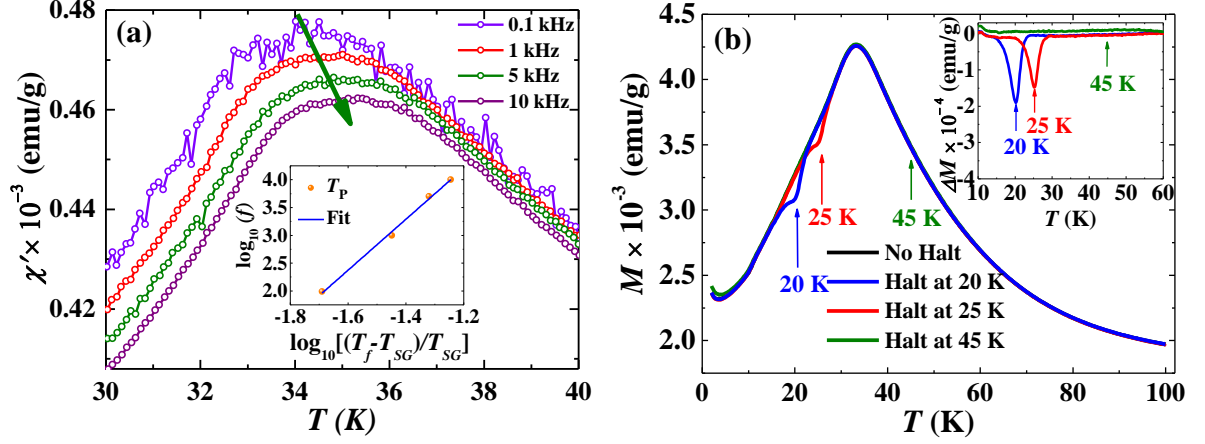 (a)
0.1 kHz
1 kHz
5 kHz
10 kHz
0.48
0.46
0.44
0.42
χ′ × 10⁻³ (emu/g)
30 32 34 36 38 40
T (K)
T_P
Fit
4.0
3.5
3.0
2.5
2.0
log₁₀(f)
-1.8 -1.6 -1.4 -1.2
log₁₀[(T_f-T_SG)/T_SG]
(b)
4.5
4.0
3.5
3.0
2.5
2.0
M × 10⁻³ (emu/g)
0 20 40 60 80 100
T (K)
20 K
25 K
45 K
No Halt
Halt at 20 K
Halt at 25 K
Halt at 45 K
0
-1
-2
-3
-4
ΔM × 10⁻⁴ (emu/g)
10 20 30 40 50 60
T (K)
45 K
25 K
20 K